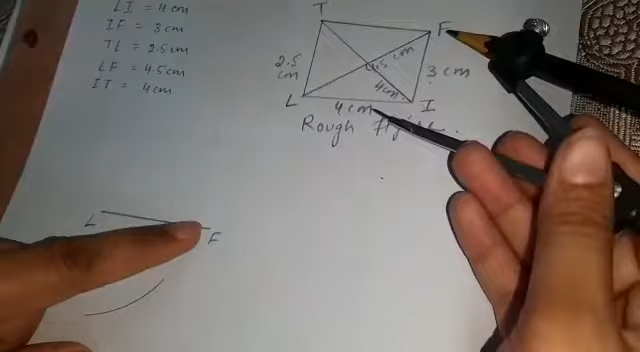 LI = 4 cm
IF = 3 cm
TL = 2.5 cm
LF = 4.5 cm
IT = 4 cm
T
F
2.5
cm
4.5 cm
3 cm
4cm
L
I
4 cm
Rough figure.
L
F